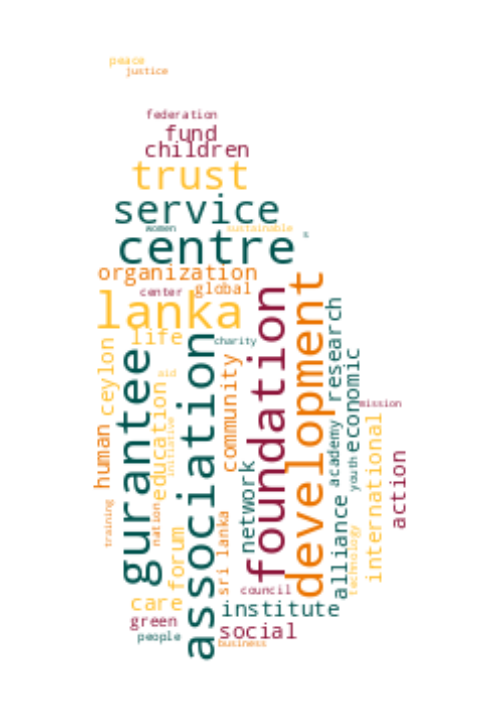 peace
justice
federation
fund
children
trust
service
women
sustainable
s
centre
organization
center
global
lanka
life
charity
ceylon
gurantee
association
foundation
development
research
economic
aid
education
initiative
community
human
mission
academy
youth
international
action
network
training
nation
forum
sri lanka
alliance
technology
council
care
institute
green
social
people
business